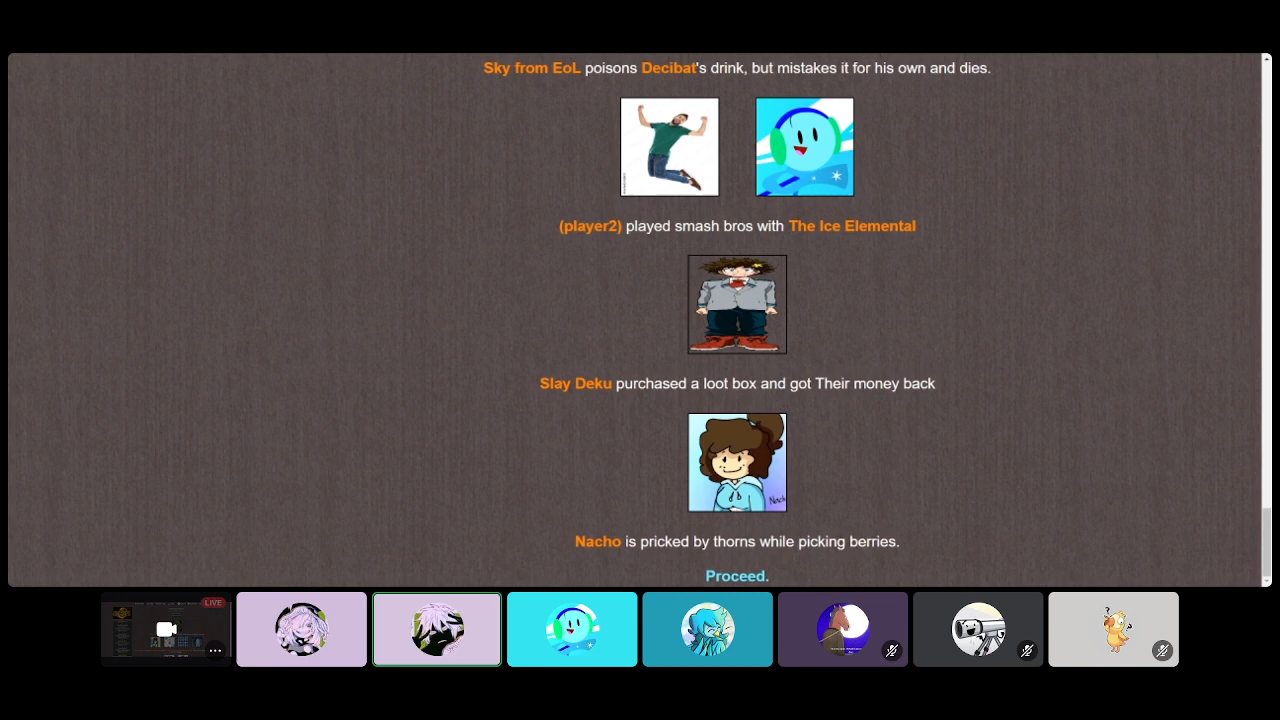 Sky from EoL poisons Decibat's drink, but mistakes it for his own and dies.
(player2) played smash bros with The Ice Elemental
Slay Deku purchased a loot box and got Their money back
Nacho is pricked by thorns while picking berries.
Proceed.
LIVE